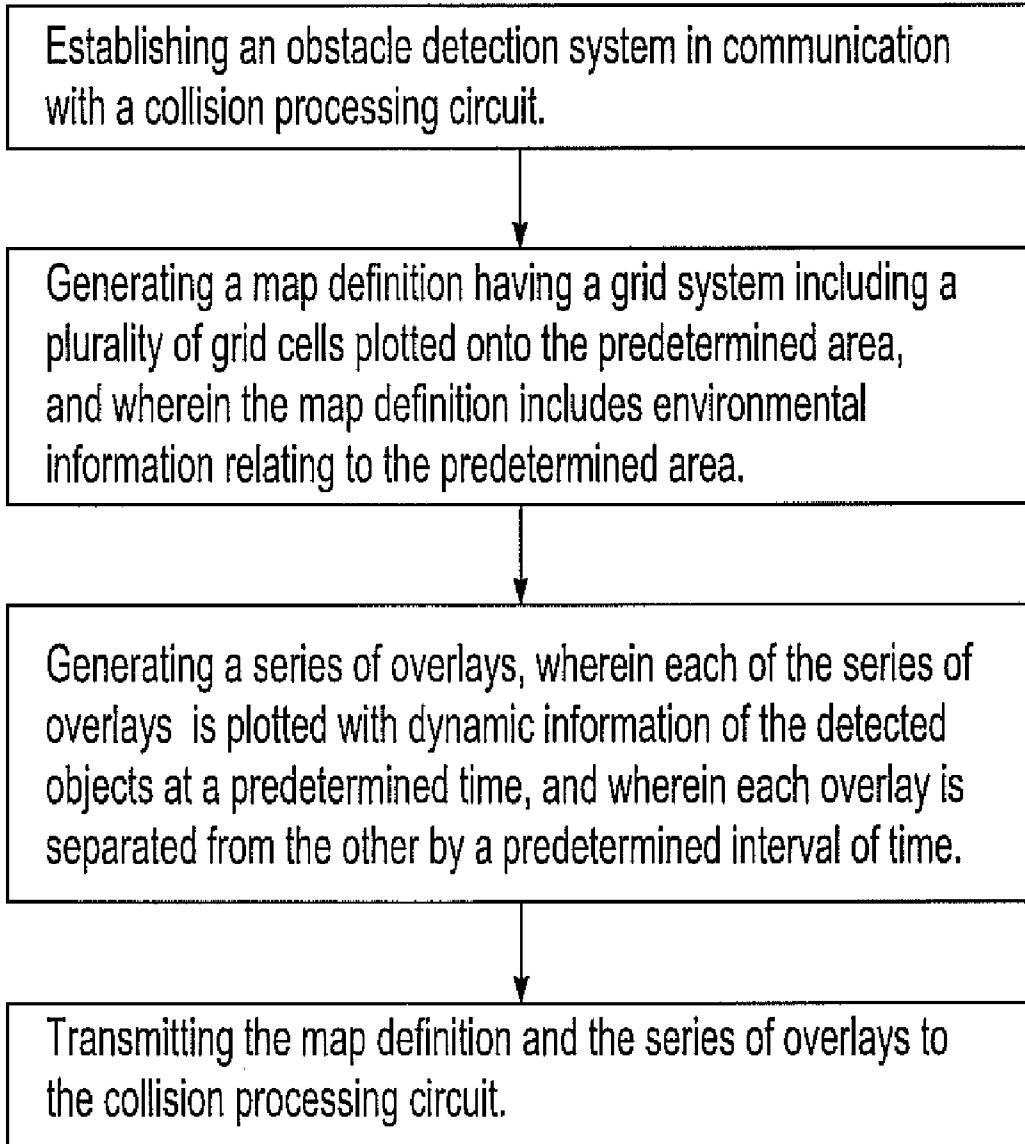 Establishing an obstacle detection system in communication
with a collision processing circuit.
Generating a map definition having a grid system including a
plurality of grid cells plotted onto the predetermined area,
and wherein the map definition includes environmental
information relating to the predetermined area.
Generating a series of overlays, wherein each of the series of
overlays is plotted with dynamic information of the detected
objects at a predetermined time, and wherein each overlay is
separated from the other by a predetermined interval of time.
Transmitting the map definition and the series of overlays to
the collision processing circuit.